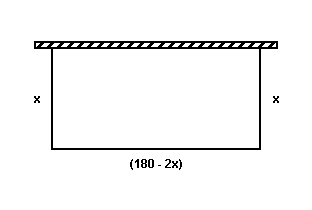 x x
(180 - 2x)